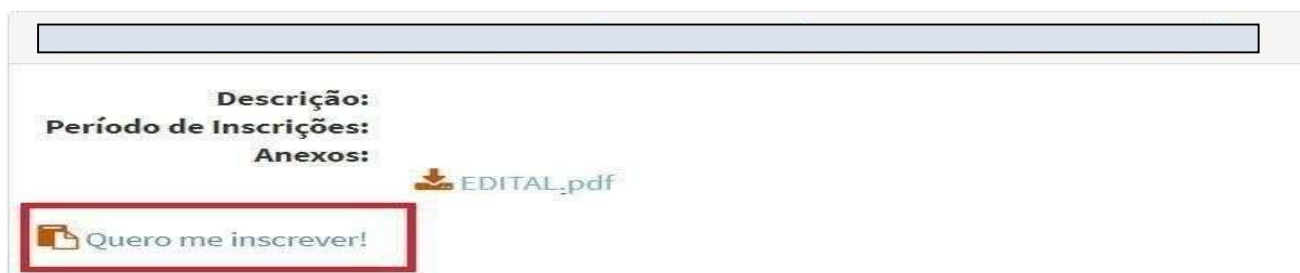 Descrição:
Período de Inscrições:
Anexos:
EDITAL.pdf
Quero me inscrever!